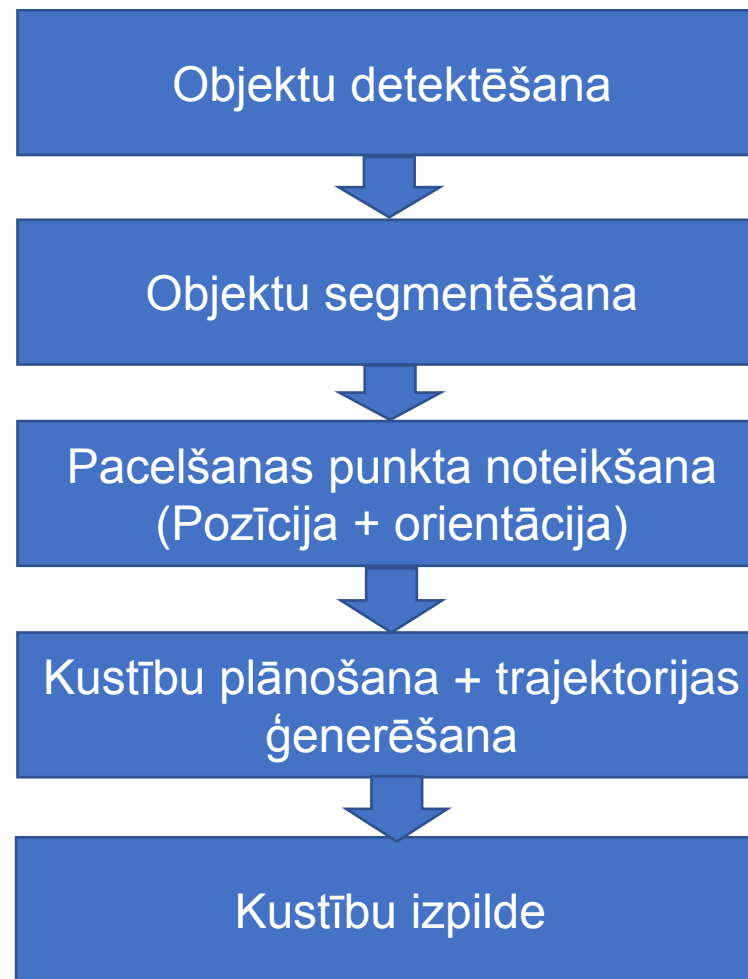 Objektu detektēšana
Objektu segmentēšana
Pacelšanas punkta noteikšana
(Pozīcija + orientācija)
Kustību plānošana + trajektorijas
ģenerēšana
Kustību izpilde